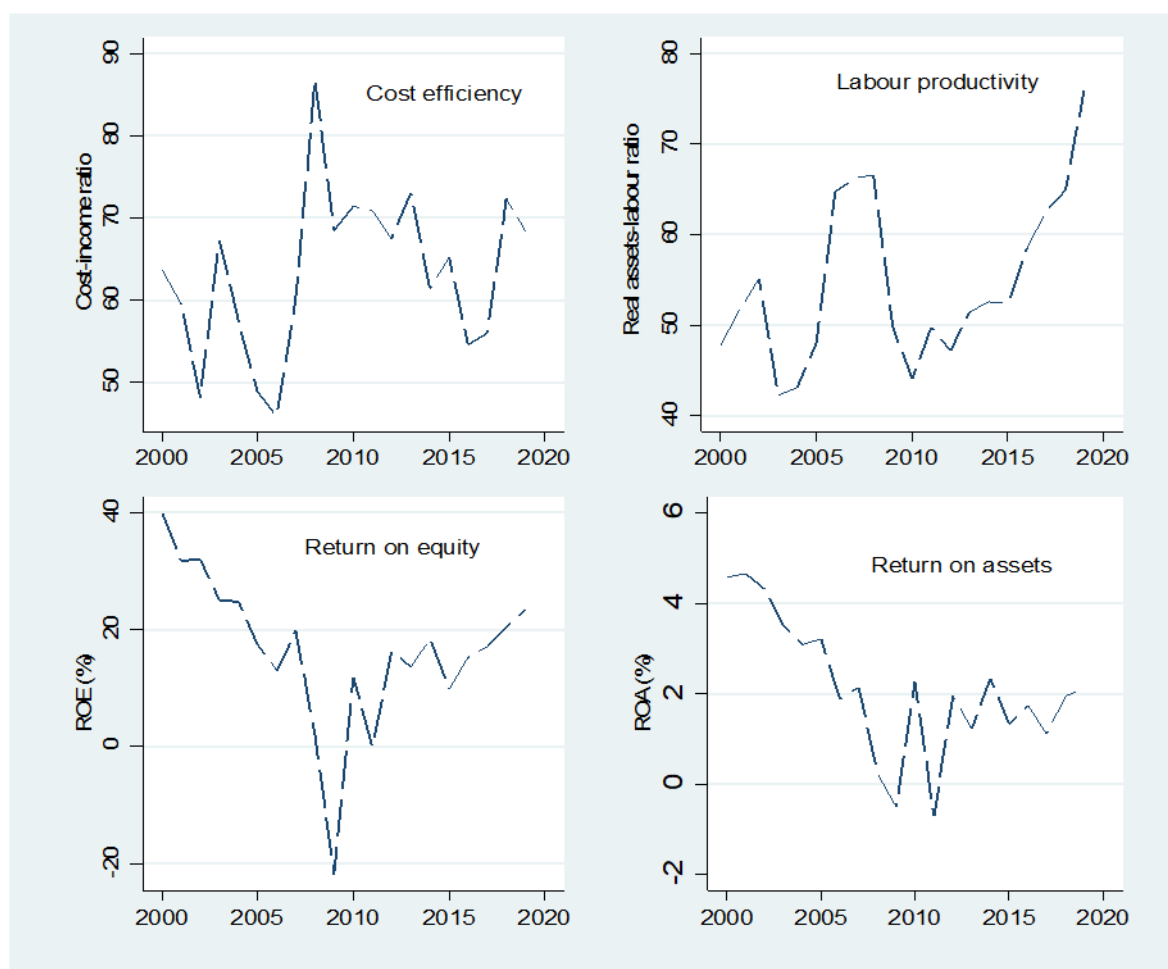 Cost efficiency
Cost-income ratio
90
80
70
60
50
2000 2005 2010 2015 2020
Labour productivity
Real assets-labour ratio
80
70
60
50
40
2000 2005 2010 2015 2020
Return on equity
ROE (%)
40
20
0
-20
2000 2005 2010 2015 2020
Return on assets
ROA (%)
6
4
2
0
-2
2000 2005 2010 2015 2020